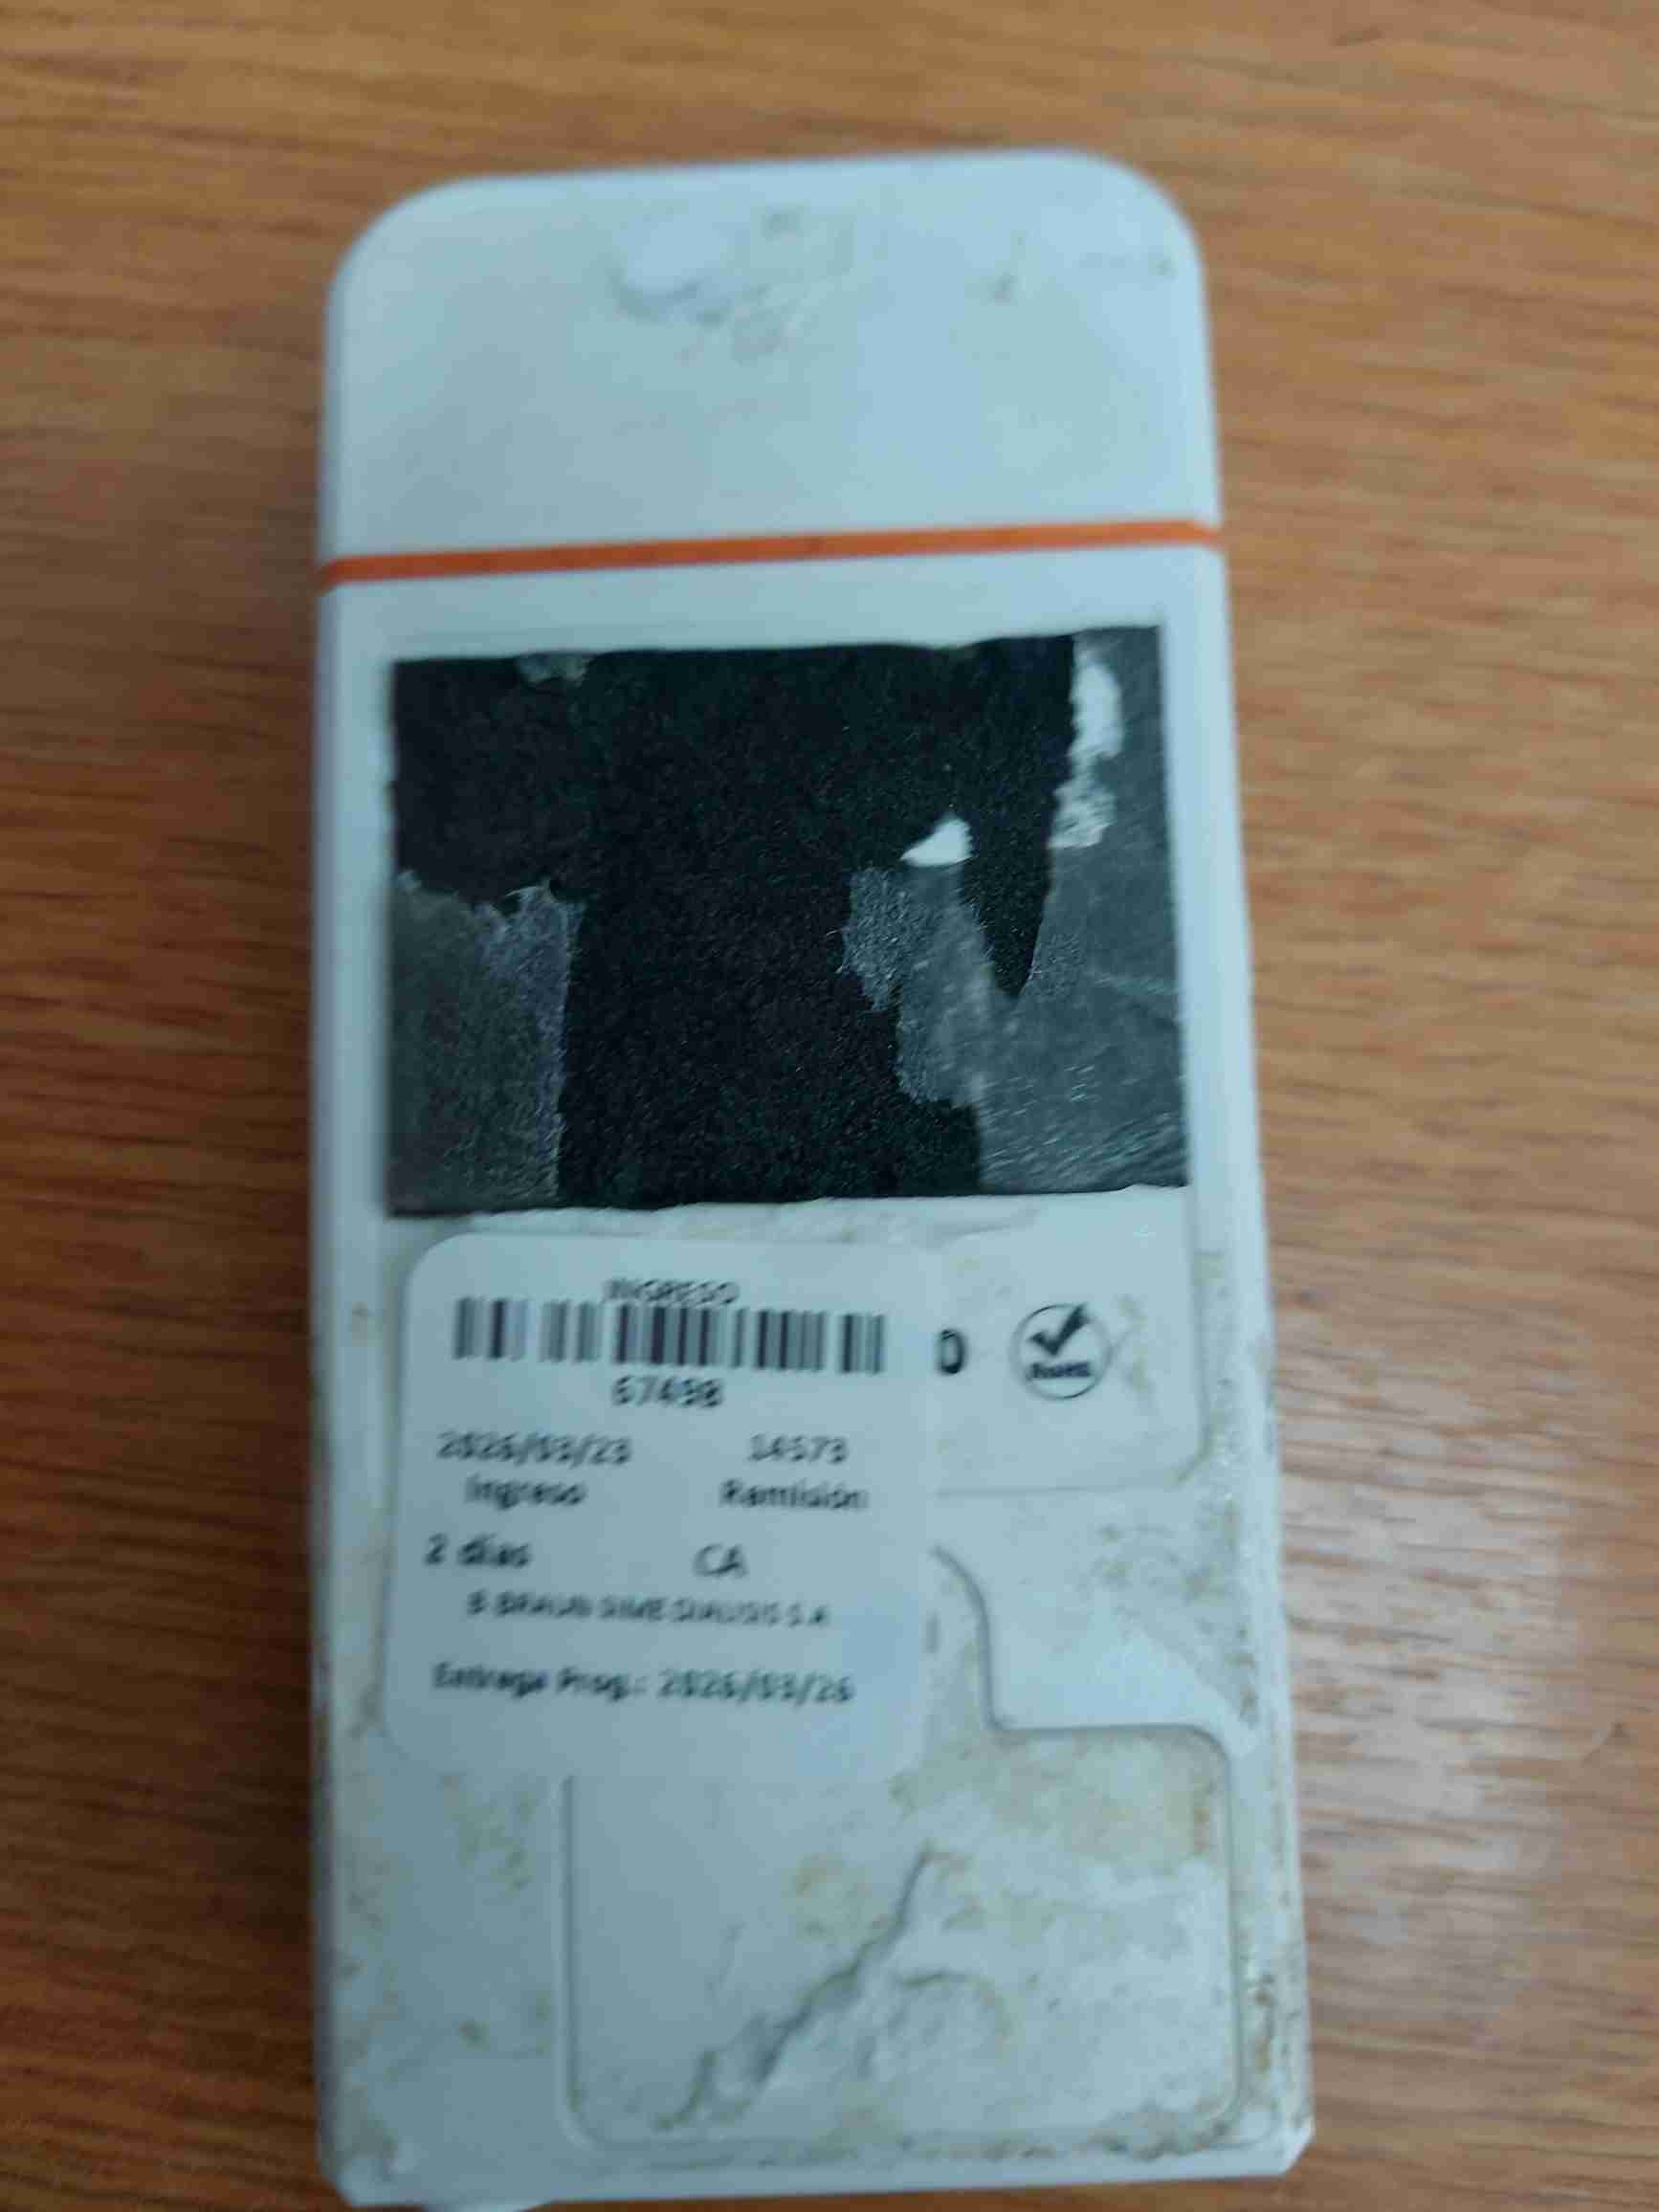 INGRESO
67498
D
RoHS
2026/03/23 14573
Ingreso Remisión
2 días CA
B BRAUN SIME DIALISIS S.A
Entrega Prog.: 2026/03/26